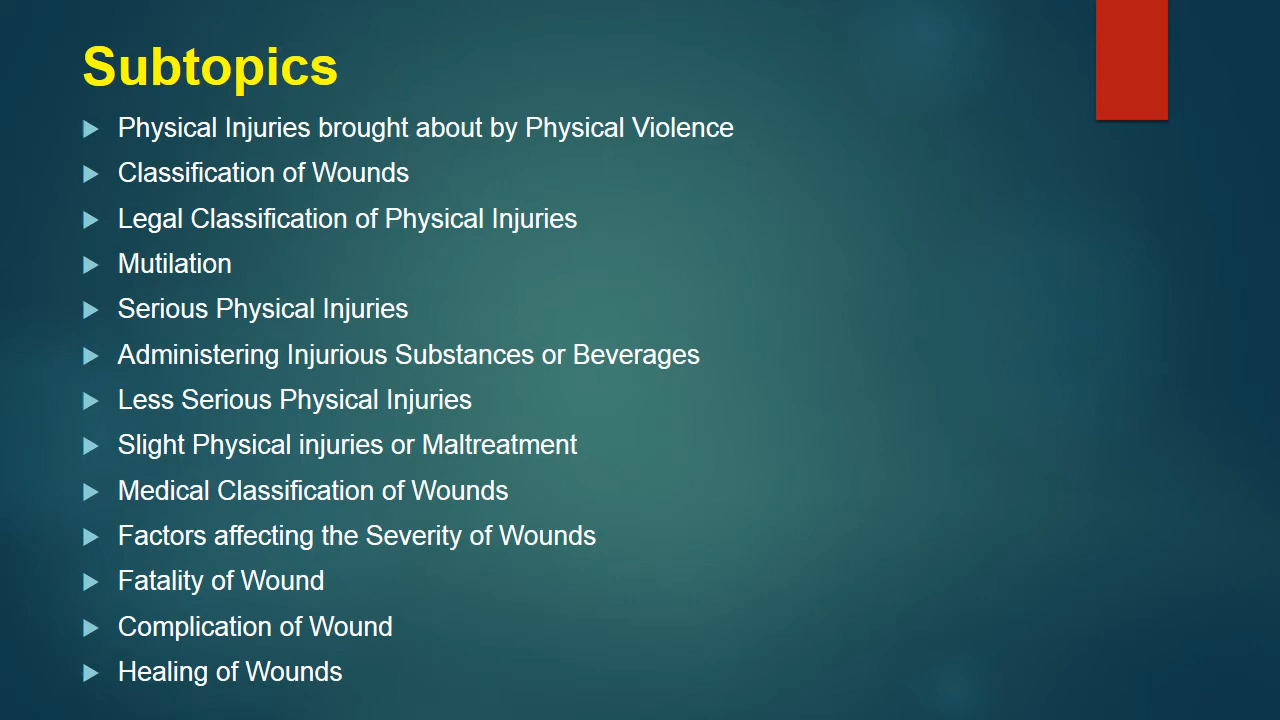 Subtopics
Physical Injuries brought about by Physical Violence
Classification of Wounds
Legal Classification of Physical Injuries
Mutilation
Serious Physical Injuries
Administering Injurious Substances or Beverages
Less Serious Physical Injuries
Slight Physical injuries or Maltreatment
Medical Classification of Wounds
Factors affecting the Severity of Wounds
Fatality of Wound
Complication of Wound
Healing of Wounds